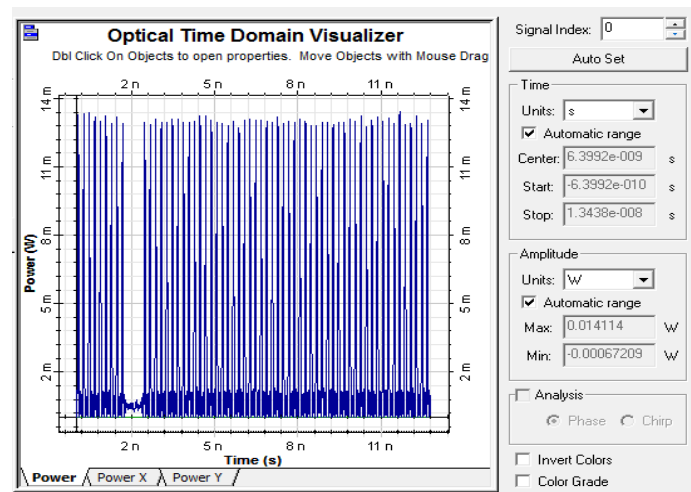 Optical Time Domain Visualizer
Dbl Click On Objects to open properties. Move Objects with Mouse Drag
2 n 5 n 8 n 11 n
14 m
11 m
8 m
5 m
2 m
Power (W)
14 m
11 m
8 m
5 m
2 m
2 n 5 n 8 n 11 n
Time (s)
Power Power X Power Y
Signal Index: 0
Auto Set
Time
Units: s
Automatic range
Center: 6.3992e-009 s
Start: -6.3992e-010 s
Stop: 1.3438e-008 s
Amplitude
Units: W
Automatic range
Max: 0.014114 W
Min: -0.00067209 W
Analysis
Phase Chirp
Invert Colors
Color Grade